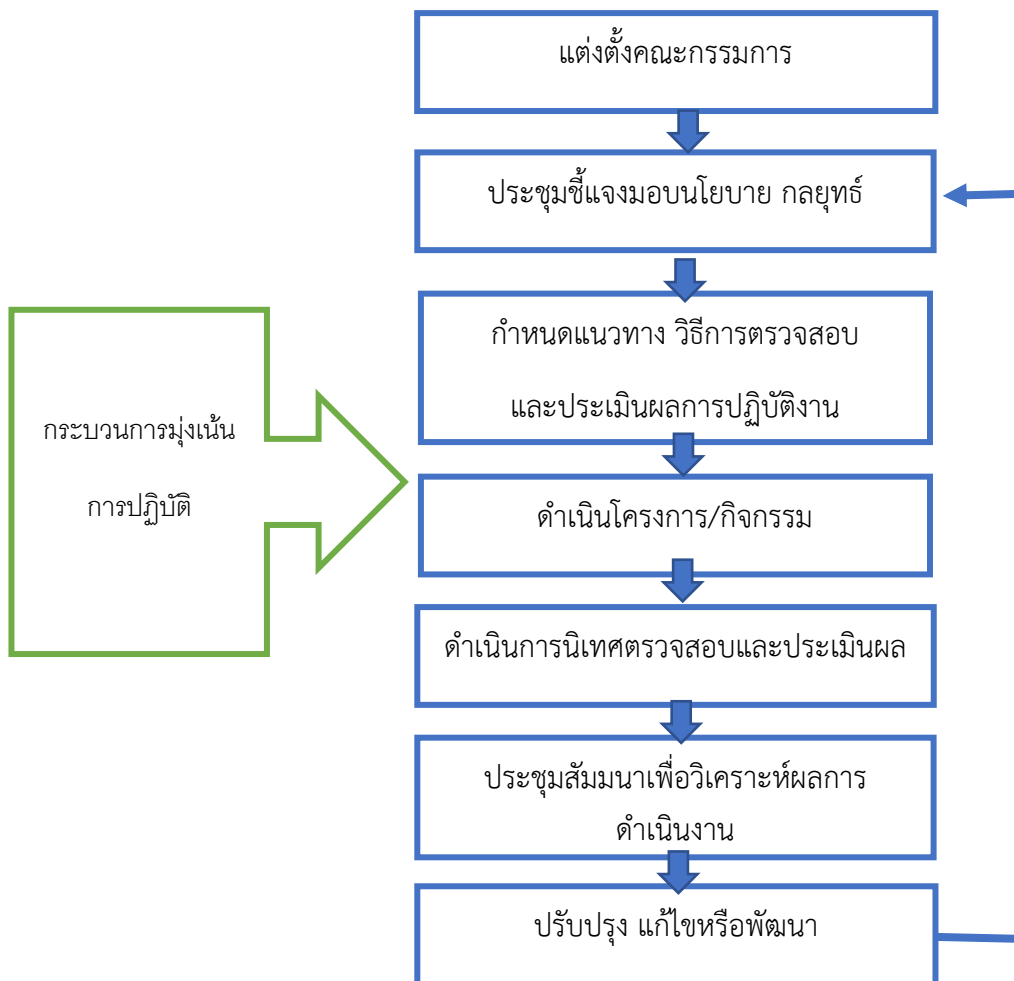 แต่งตั้งคณะกรรมการ
ประชุมชี้แจงมอบนโยบาย กลยุทธ์
กำหนดแนวทาง วิธีการตรวจสอบ
และประเมินผลการปฏิบัติงาน
กระบวนการมุ่งเน้น
การปฏิบัติ
ดำเนินโครงการ/กิจกรรม
ดำเนินการนิเทศตรวจสอบและประเมินผล
ประชุมสัมมนาเพื่อวิเคราะห์ผลการ
ดำเนินงาน
ปรับปรุง แก้ไขหรือพัฒนา